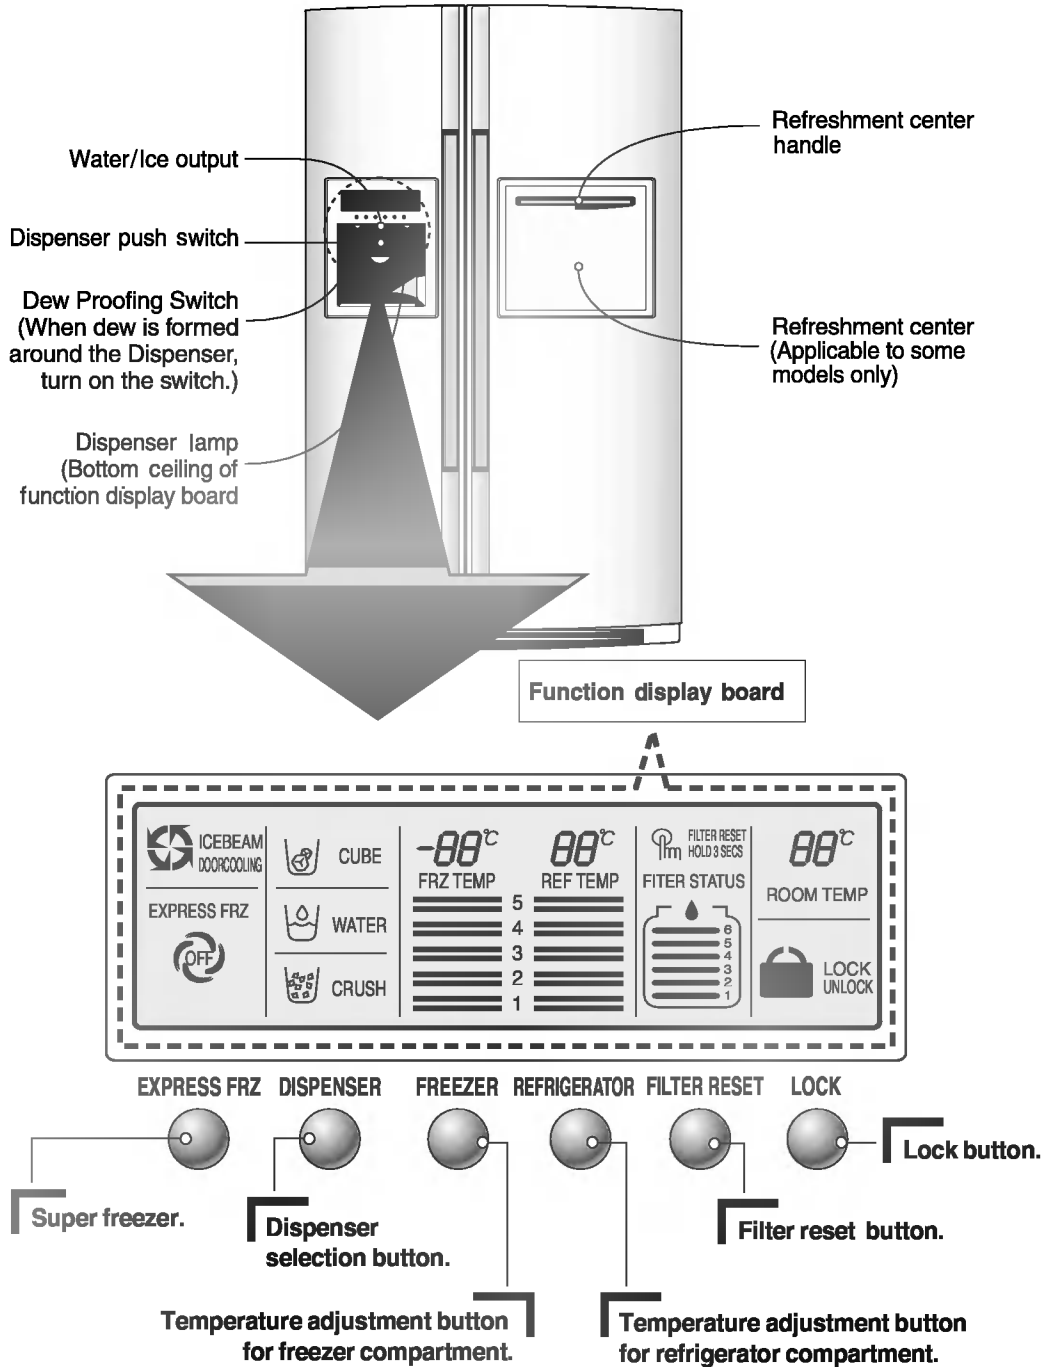 Refreshment center
handle
Water/Ice output
Dispenser push switch
Dew Proofing Switch
(When dew is formed
around the Dispenser,
turn on the switch.)
Refreshment center
(Applicable to some
models only)
Dispenser lamp
(Bottom ceiling of
function display board
Function display board
ICEBEAM
DOORCOOLING
EXPRESS FRZ
OFF
CUBE
WATER
CRUSH
-88°C
FRZ TEMP
88°C
REF TEMP
5
4
3
2
1
FILTER RESET
HOLD 3 SECS
FITER STATUS
6
5
4
3
2
1
88°C
ROOM TEMP
LOCK
UNLOCK
EXPRESS FRZ DISPENSER FREEZER REFRIGERATOR FILTER RESET LOCK
Lock button.
Super freezer.
Dispenser
selection button.
Filter reset button.
Temperature adjustment button
for freezer compartment.
Temperature adjustment button
for refrigerator compartment.